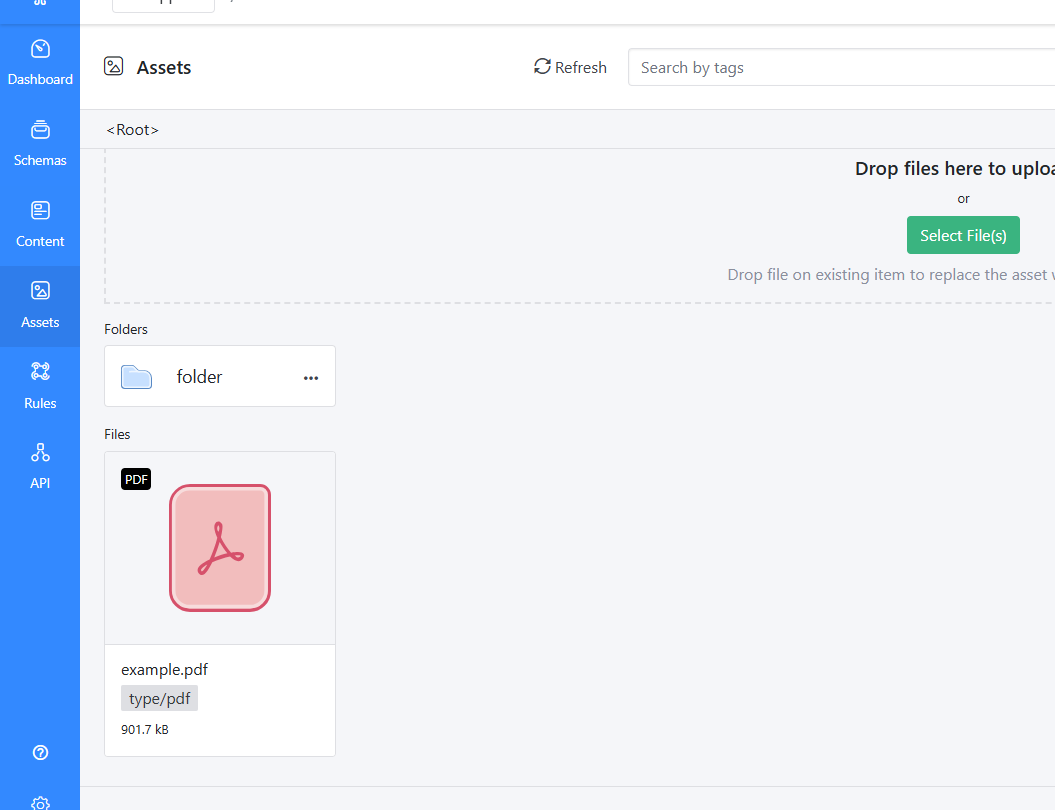 Dashboard
Schemas
Content
Assets
Rules
API
Assets
Refresh
Search by tags
<Root>
Drop files here to uploa
or
Select File(s)
Drop file on existing item to replace the asset
Folders
folder
...
Files
PDF
example.pdf
type/pdf
901.7 kB